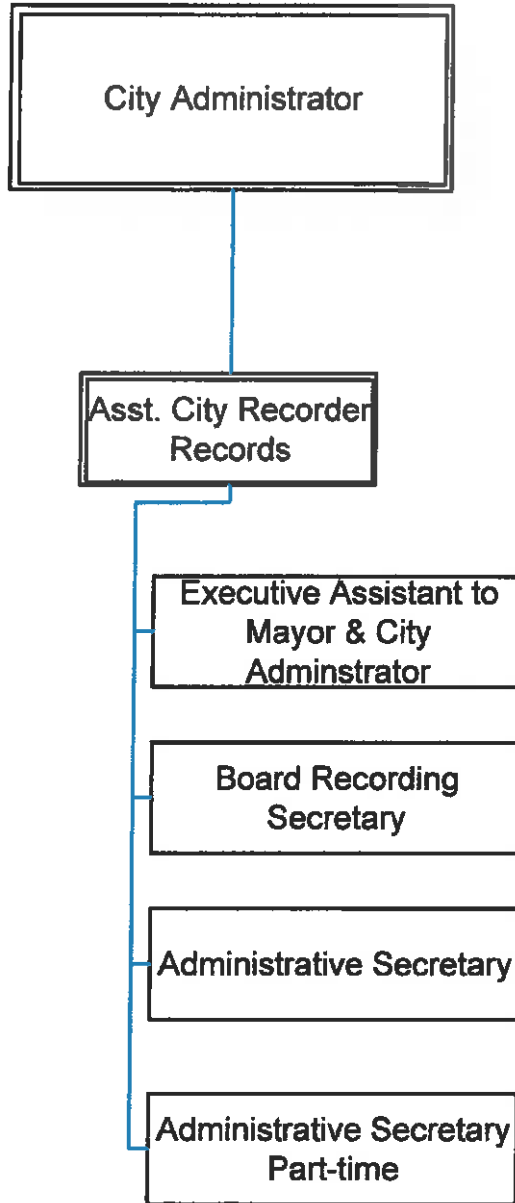 City Administrator
Asst. City Recorder
Records
Executive Assistant to
Mayor & City
Adminstrator
Board Recording
Secretary
Administrative Secretary
Administrative Secretary
Part-time